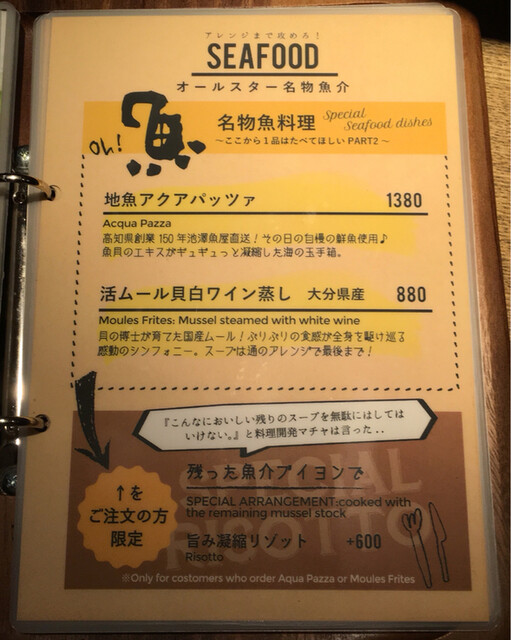 アレンジまで攻めろ！
SEAFOOD
オールスター名物魚介
Oh!
魚
名物魚料理 Special Seafood dishes
〜ここから１品はたべてほしい PART2〜
地魚アクアパッツァ 1380
Acqua Pazza
高知県創業150年池澤魚屋直送！その日の自慢の鮮魚使用♪
魚貝のエキスがギュギュっと凝縮した海の玉手箱。
活ムール貝白ワイン蒸し 大分県産 880
Moules Frites: Mussel steamed with white wine
貝の博士が育てた国産ムール！ぷりぷりの食感が全身を駆け巡る
感動のシンフォニー。スープは通のアレンジで最後まで！
『こんなにおいしい残りのスープを無駄にはしては
いけない。』と料理開発マチャは言った..
↑を
ご注文の方
限定
SPECIAL
RISOTTO
残った魚介ブイヨンで
SPECIAL ARRANGEMENT:cooked with
the remaining mussel stock
旨み凝縮リゾット +600
Risotto
※Only for costomers who order Aqua Pazza or Moules Frites